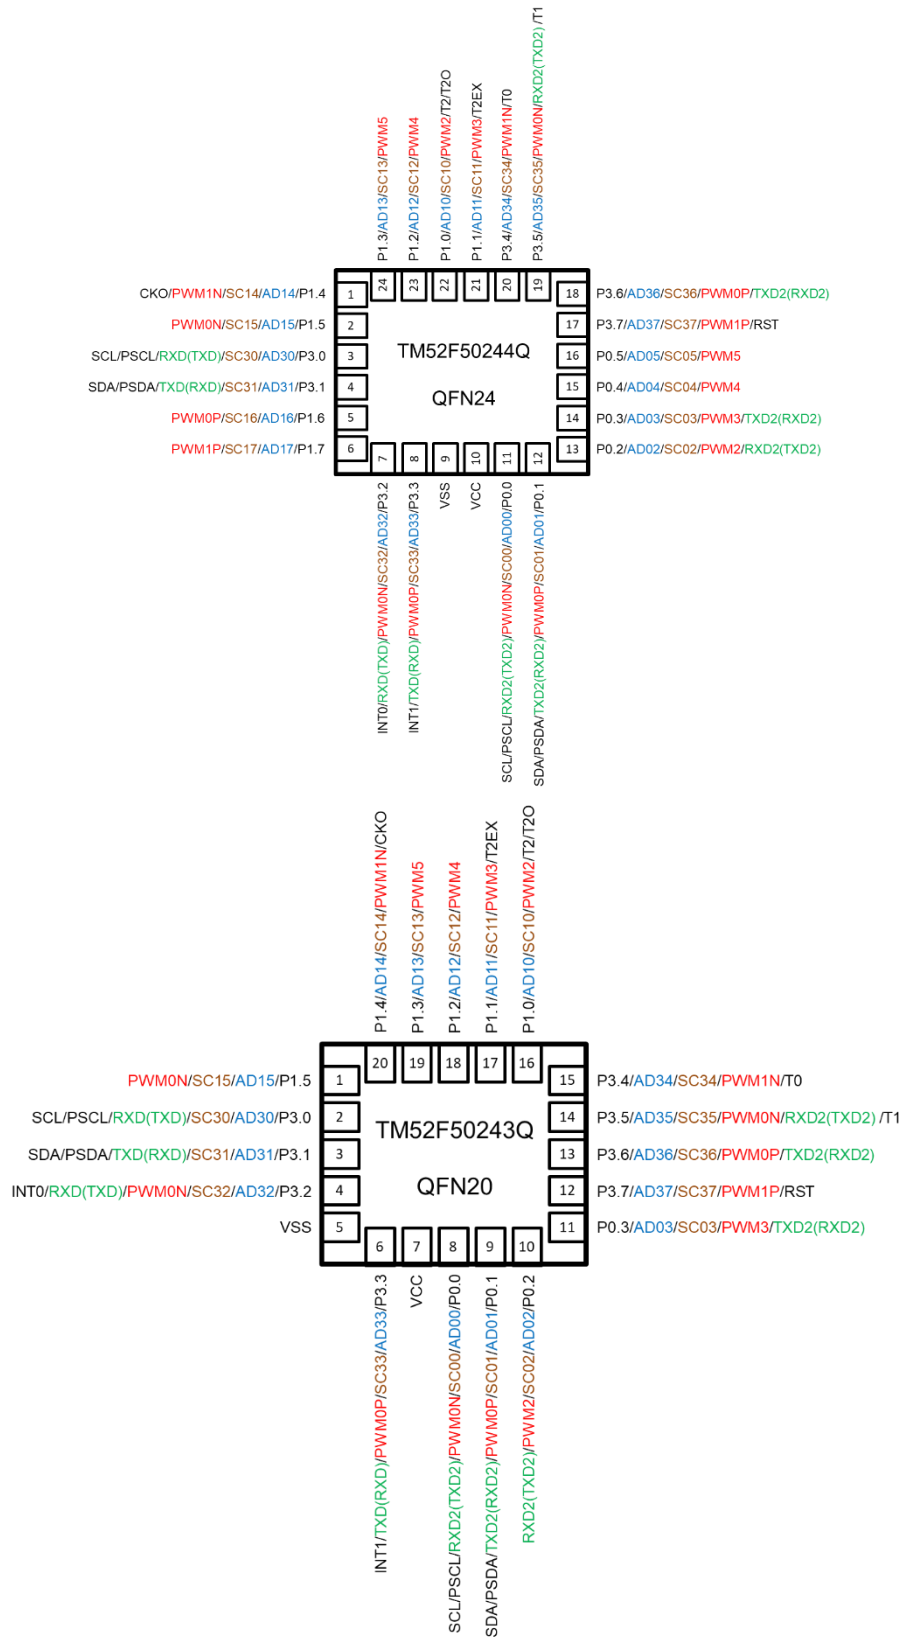 P1.3/AD13/SC13/PWM5
P1.2/AD12/SC12/PWM4
P1.0/AD10/SC10/PWM2/T2/T2O
P1.1/AD11/SC11/PWM3/T2EX
P3.4/AD34/SC34/PWM1N/T0
P3.5/AD35/SC35/PWM0N/RXD2(TXD2) /T1
24 23 22 21 20 19
CKO/PWM1N/SC14/AD14/P1.4 1
PWM0N/SC15/AD15/P1.5 2
SCL/PSCL/RXD(TXD)/SC30/AD30/P3.0 3
SDA/PSDA/TXD(RXD)/SC31/AD31/P3.1 4
PWM0P/SC16/AD16/P1.6 5
PWM1P/SC17/AD17/P1.7 6
TM52F50244Q
QFN24
18 P3.6/AD36/SC36/PWM0P/TXD2(RXD2)
17 P3.7/AD37/SC37/PWM1P/RST
16 P0.5/AD05/SC05/PWM5
15 P0.4/AD04/SC04/PWM4
14 P0.3/AD03/SC03/PWM3/TXD2(RXD2)
13 P0.2/AD02/SC02/PWM2/RXD2(TXD2)
7 8 9 10 11 12
INT0/RXD(TXD)/PWM0N/SC32/AD32/P3.2
INT1/TXD(RXD)/PWM0P/SC33/AD33/P3.3
VSS
VCC
SCL/PSCL/RXD2(TXD2)/PWM0N/SC00/AD00/P0.0
SDA/PSDA/TXD2(RXD2)/PWM0P/SC01/AD01/P0.1
P1.4/AD14/SC14/PWM1N/CKO
P1.3/AD13/SC13/PWM5
P1.2/AD12/SC12/PWM4
P1.1/AD11/SC11/PWM3/T2EX
P1.0/AD10/SC10/PWM2/T2/T2O
20 19 18 17 16
PWM0N/SC15/AD15/P1.5 1
SCL/PSCL/RXD(TXD)/SC30/AD30/P3.0 2
SDA/PSDA/TXD(RXD)/SC31/AD31/P3.1 3
INT0/RXD(TXD)/PWM0N/SC32/AD32/P3.2 4
VSS 5
TM52F50243Q
QFN20
15 P3.4/AD34/SC34/PWM1N/T0
14 P3.5/AD35/SC35/PWM0N/RXD2(TXD2) /T1
13 P3.6/AD36/SC36/PWM0P/TXD2(RXD2)
12 P3.7/AD37/SC37/PWM1P/RST
11 P0.3/AD03/SC03/PWM3/TXD2(RXD2)
6 7 8 9 10
INT1/TXD(RXD)/PWM0P/SC33/AD33/P3.3
VCC
SCL/PSCL/RXD2(TXD2)/PWM0N/SC00/AD00/P0.0
SDA/PSDA/TXD2(RXD2)/PWM0P/SC01/AD01/P0.1
RXD2(TXD2)/PWM2/SC02/AD02/P0.2